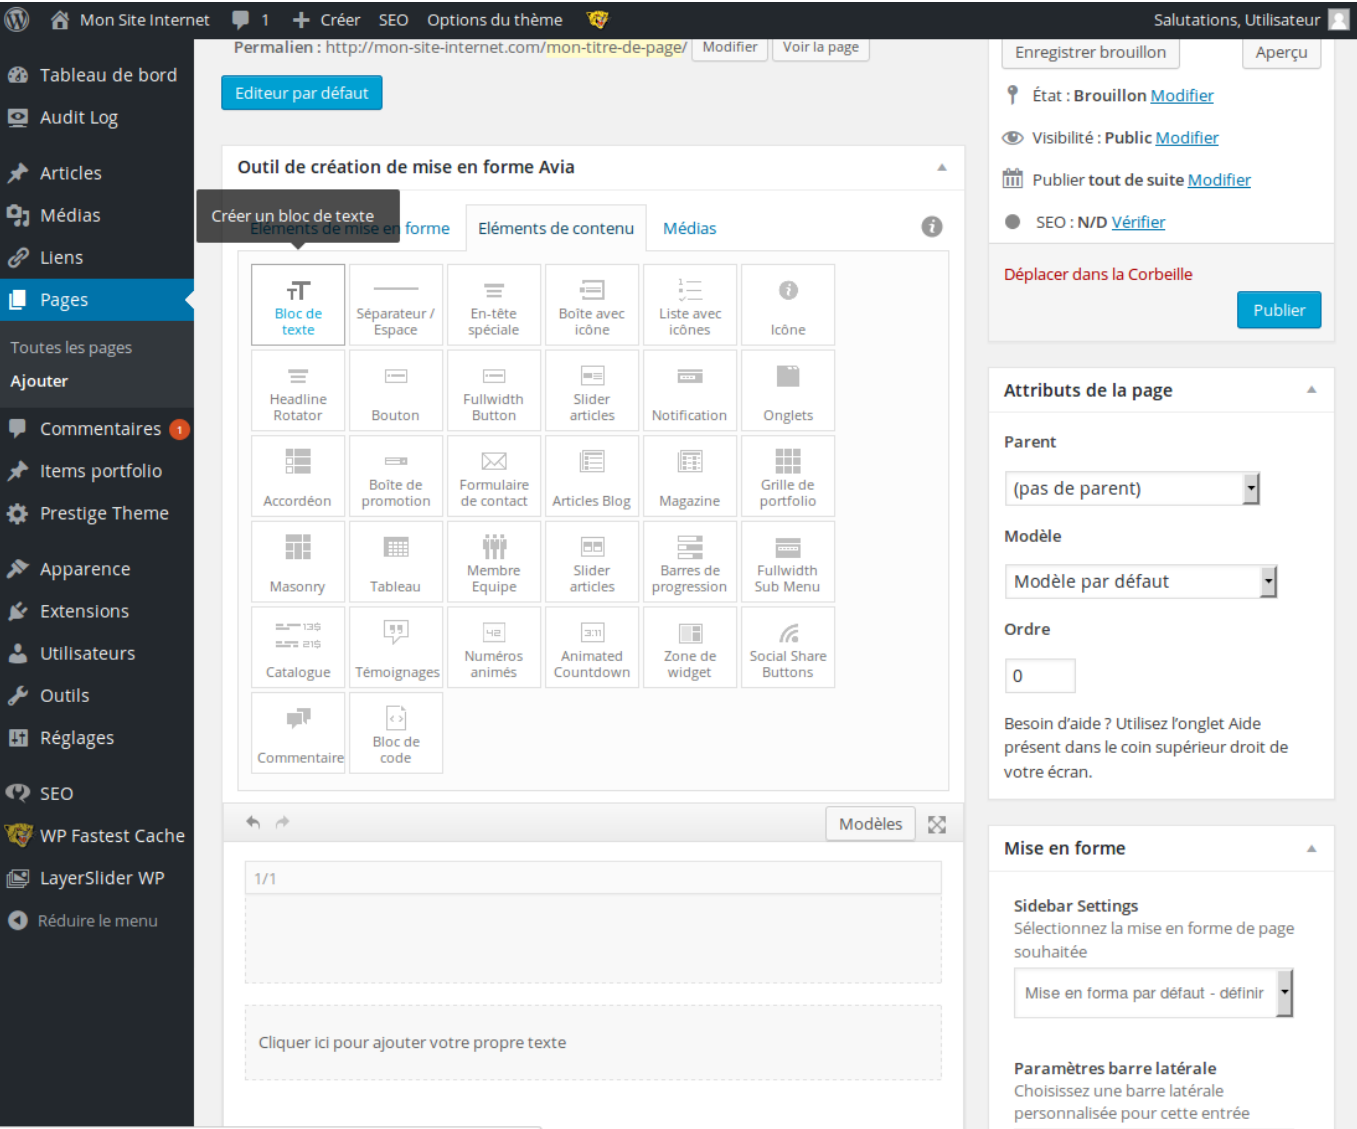 Mon Site Internet
1
Créer
SEO
Options du thème
Salutations, Utilisateur
Tableau de bord
Audit Log
Articles
Médias
Liens
Pages
Toutes les pages
Ajouter
Commentaires 1
Items portfolio
Prestige Theme
Apparence
Extensions
Utilisateurs
Outils
Réglages
SEO
WP Fastest Cache
LayerSlider WP
Réduire le menu
Permalien : http://mon-site-internet.com/mon-titre-de-page/ Modifier Voir la page
Editeur par défaut
Outil de création de mise en forme Avia
Créer un bloc de texte
Eléments de mise en forme
Eléments de contenu
Médias
Bloc de
texte
Séparateur /
Espace
En-tête
spéciale
Boîte avec
icône
Liste avec
icônes
Icône
Headline
Rotator
Bouton
Fullwidth
Button
Slider
articles
Notification
Onglets
Accordéon
Boîte de
promotion
Formulaire
de contact
Articles Blog
Magazine
Grille de
portfolio
Masonry
Tableau
Membre
Equipe
Slider
articles
Barres de
progression
Fullwidth
Sub Menu
13$
21$
Catalogue
Témoignages
42
Numéros
animés
3:11
Animated
Countdown
Zone de
widget
Social Share
Buttons
Commentaire
Bloc de
code
Modèles
1/1
Cliquer ici pour ajouter votre propre texte
Enregistrer brouillon
Aperçu
État : Brouillon Modifier
Visibilité : Public Modifier
Publier tout de suite Modifier
SEO : N/D Vérifier
Déplacer dans la Corbeille
Publier
Attributs de la page
Parent
(pas de parent)
Modèle
Modèle par défaut
Ordre
0
Besoin d’aide ? Utilisez l’onglet Aide
présent dans le coin supérieur droit de
votre écran.
Mise en forme
Sidebar Settings
Sélectionnez la mise en forme de page
souhaitée
Mise en forma par défaut - définir
Paramètres barre latérale
Choisissez une barre latérale
personnalisée pour cette entrée